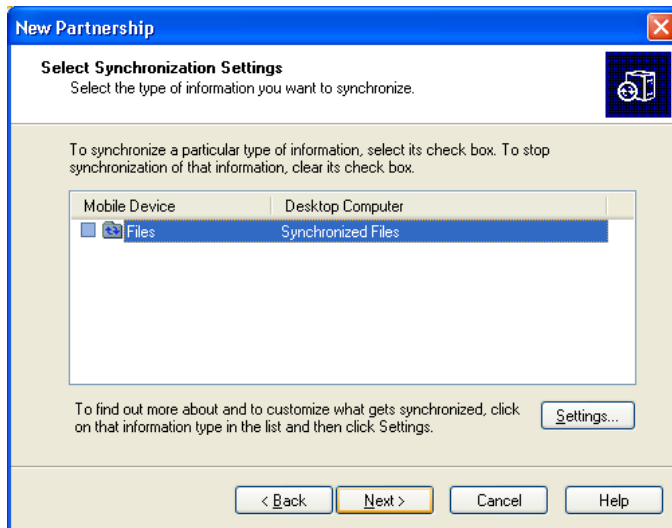 New Partnership
Select Synchronization Settings
Select the type of information you want to synchronize.
To synchronize a particular type of information, select its check box. To stop
synchronization of that information, clear its check box.
Mobile Device Desktop Computer
Files Synchronized Files
To find out more about and to customize what gets synchronized, click
on that information type in the list and then click Settings.
Settings...
< Back Next > Cancel Help